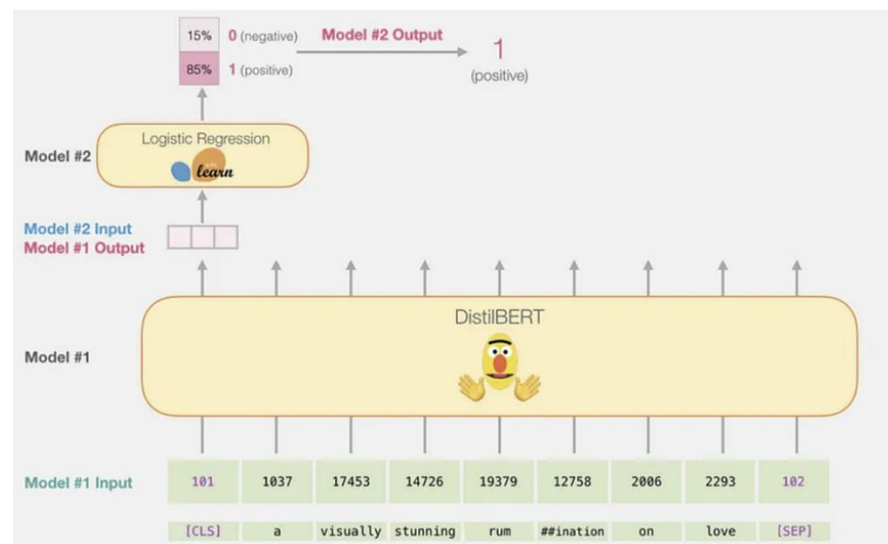 15% 0 (negative) Model #2 Output 1
85% 1 (positive) (positive)
Logistic Regression
Model #2
learn
Model #2 Input
Model #1 Output
DistilBERT
Model #1
Model #1 Input 101 1037 17453 14726 19379 12758 2006 2293 102
[CLS] a visually stunning rum ##ination on love [SEP]